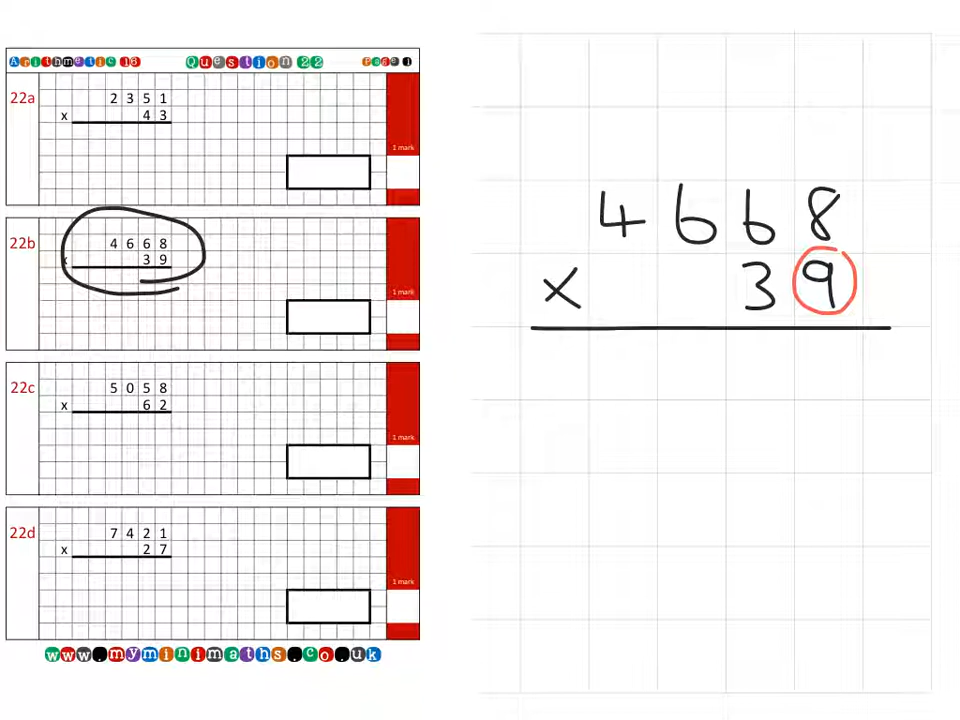 Arithmetic 16 Question 22 Page 1
22a 2 3 5 1
x 4 3
1 mark
22b 4 6 6 8
x 3 9
1 mark
22c 5 0 5 8
x 6 2
1 mark
22d 7 4 2 1
x 2 7
1 mark
www.myminimaths.co.uk
4 6 6 8
x 3 9